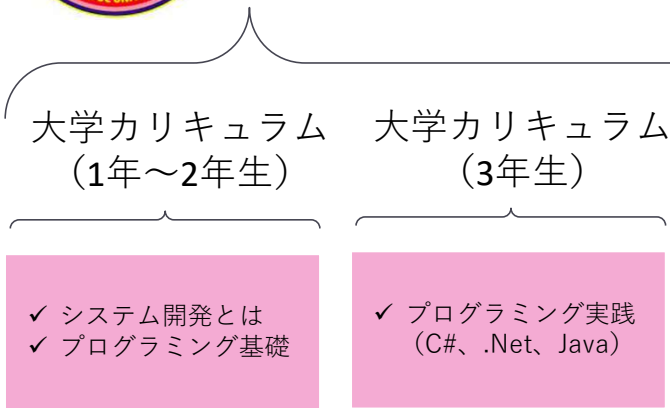 大学カリキュラム
（1年～2年生）
大学カリキュラム
（3年生）
✓ システム開発とは
✓ プログラミング基礎
✓ プログラミング実践
（C#、.Net、Java）